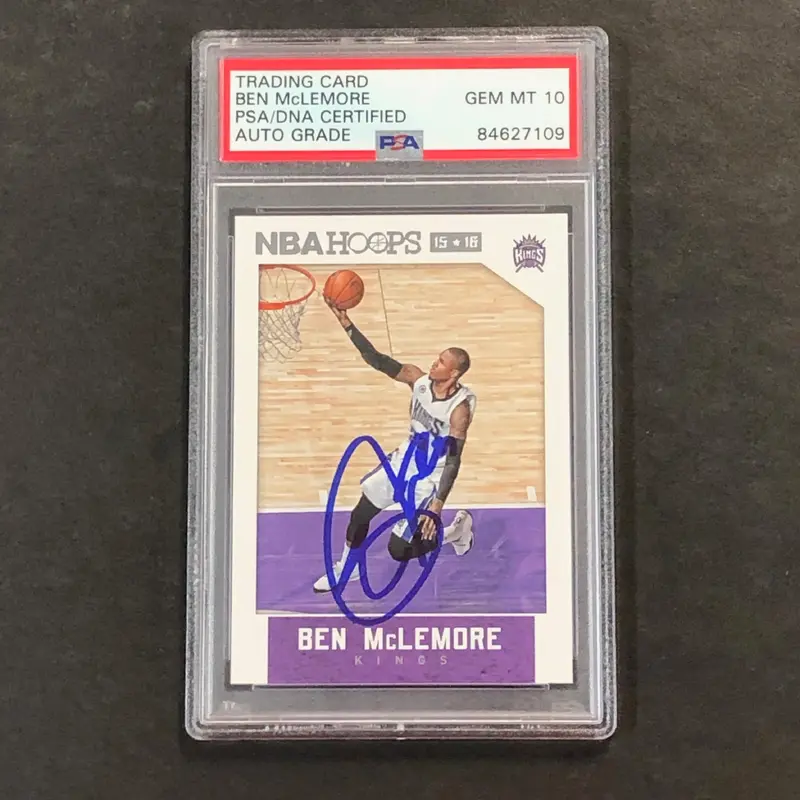 TRADING CARD
BEN McLEMORE GEM MT 10
PSA/DNA CERTIFIED
AUTO GRADE PSA 84627109
NBA HOOPS 15★16
KINGS
KINGS
BEN McLEMORE
KINGS